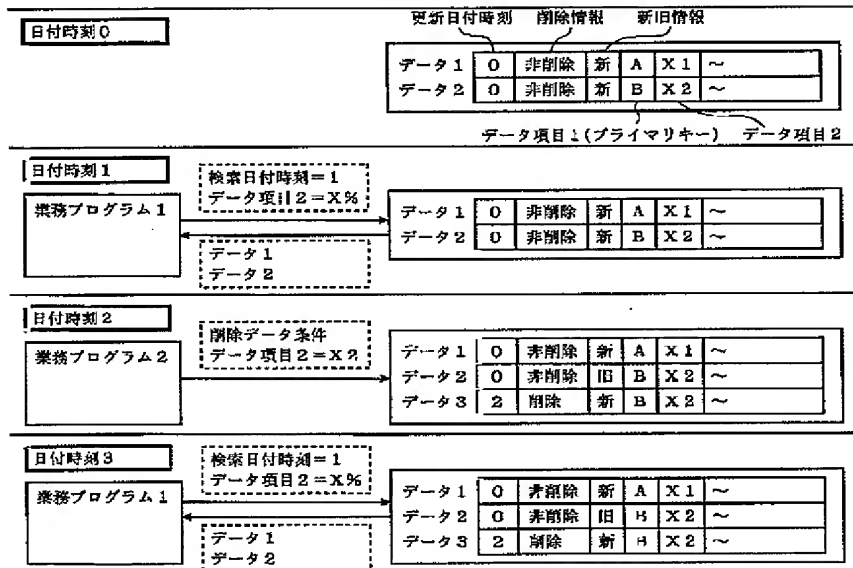 日付時刻0
更新日付時刻 削除情報 新旧情報
データ1 0 非削除 新 A X1 ～
データ2 0 非削除 新 B X2 ～
データ項目1(プライマリキー) データ項目2
日付時刻1
業務プログラム1
検索日付時刻=1
データ項目2=X%
データ1
データ2
データ1 0 非削除 新 A X1 ～
データ2 0 非削除 新 B X2 ～
日付時刻2
業務プログラム2
削除データ条件
データ項目2=X2
データ1 0 非削除 新 A X1 ～
データ2 0 非削除 旧 B X2 ～
データ3 2 削除 新 B X2 ～
日付時刻3
業務プログラム1
検索日付時刻=1
データ項目2=X%
データ1
データ2
データ1 0 非削除 新 A X1 ～
データ2 0 非削除 旧 B X2 ～
データ3 2 削除 新 B X2 ～